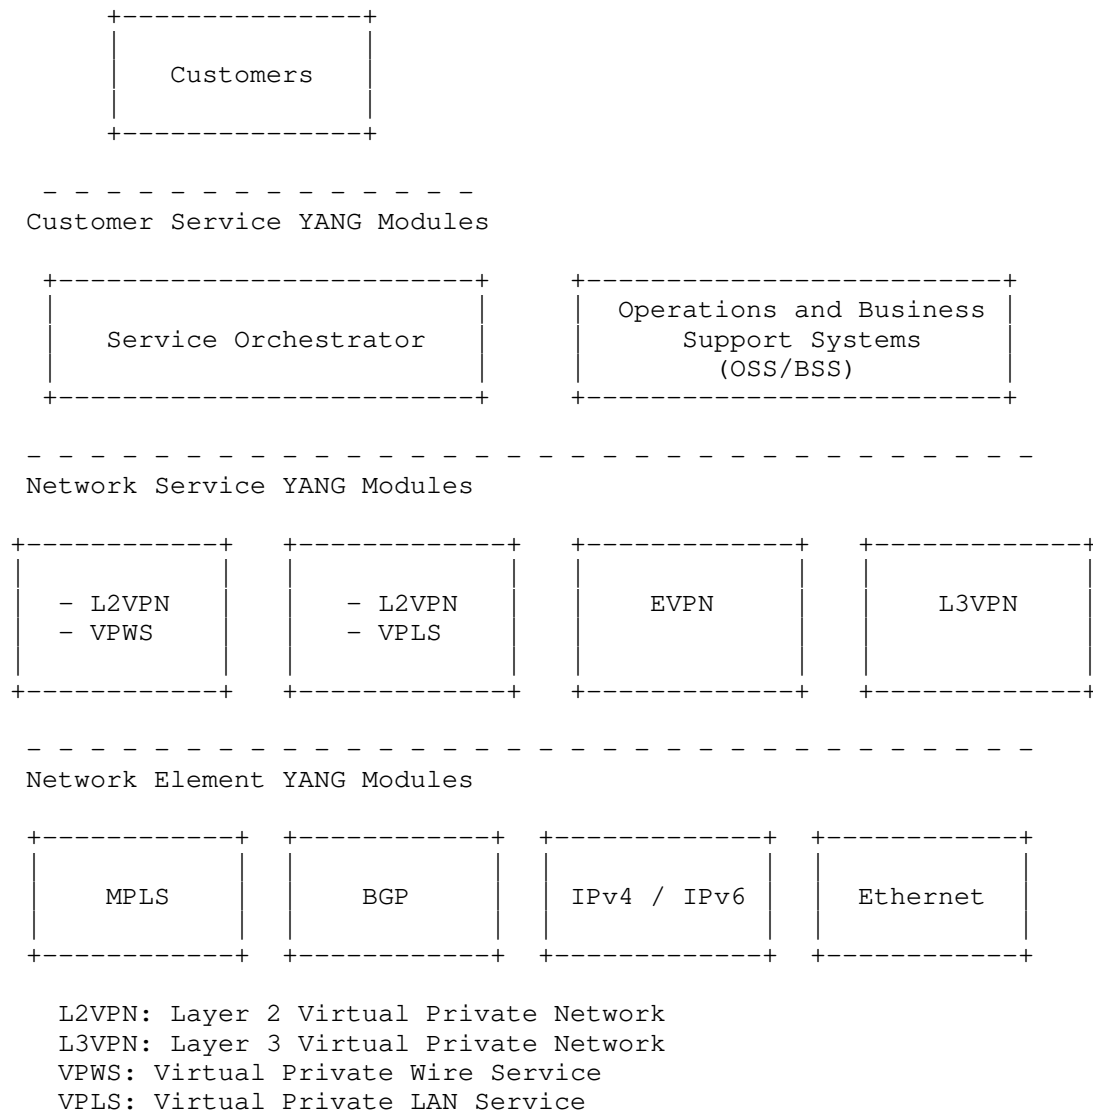 Customers
Customer Service YANG Modules
Service Orchestrator
Operations and Business
Support Systems
(OSS/BSS)
Network Service YANG Modules
- L2VPN
- VPWS
- L2VPN
- VPLS
EVPN
L3VPN
Network Element YANG Modules
MPLS
BGP
IPv4 / IPv6
Ethernet
L2VPN: Layer 2 Virtual Private Network
L3VPN: Layer 3 Virtual Private Network
VPWS: Virtual Private Wire Service
VPLS: Virtual Private LAN Service